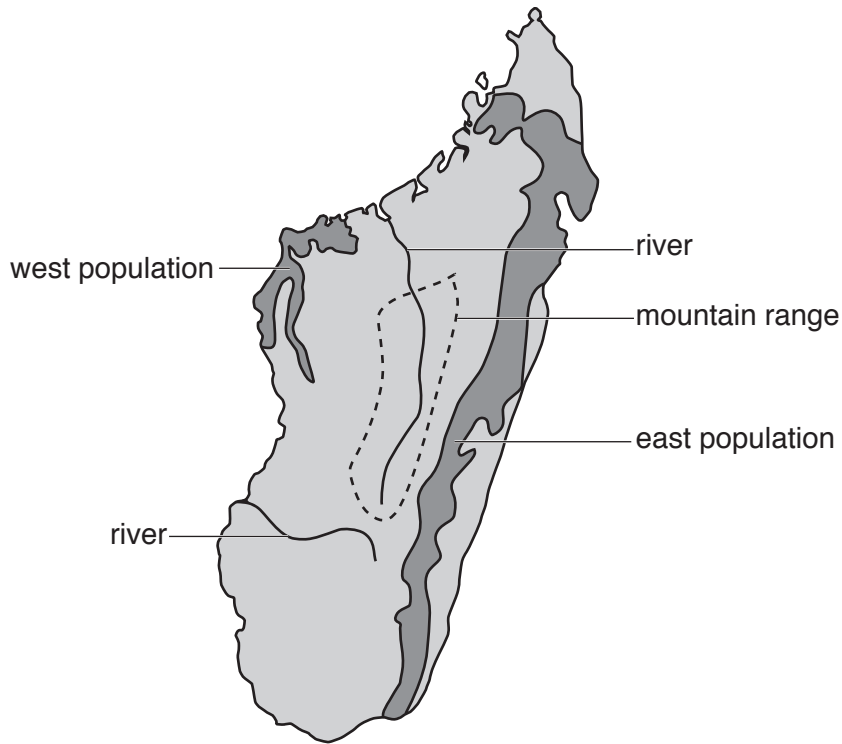 river
west population
mountain range
east population
river